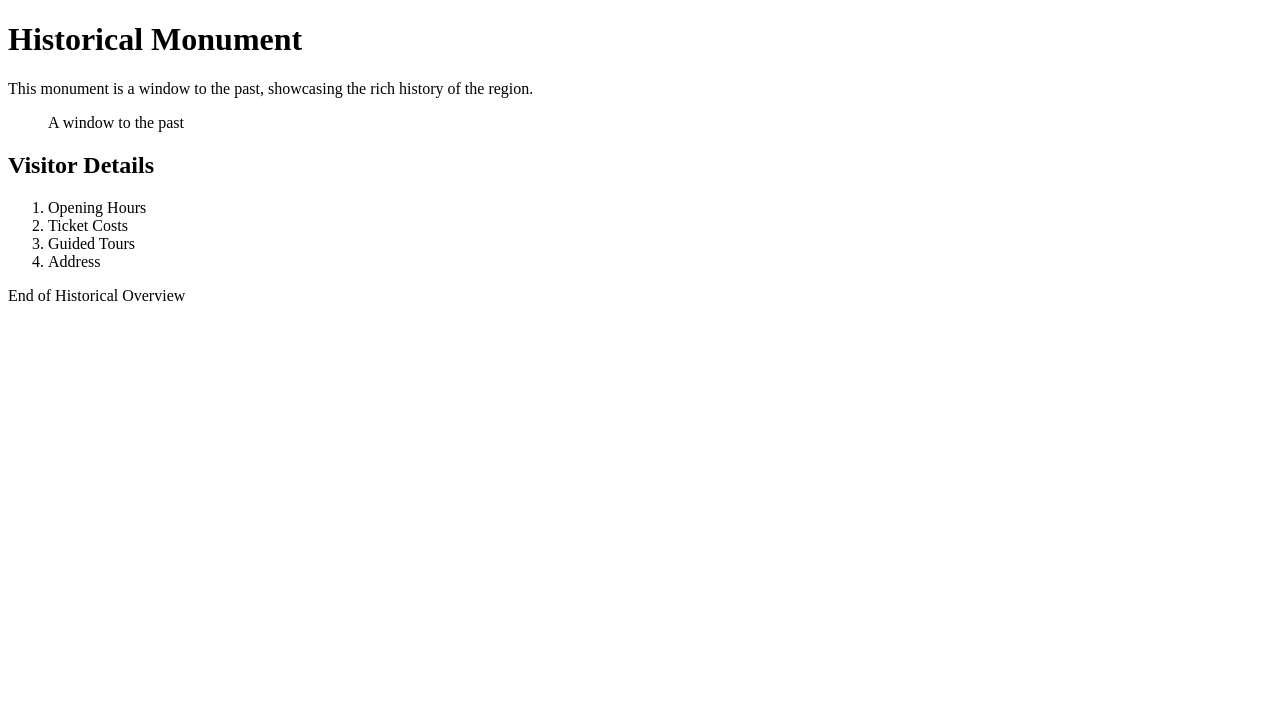 Historical Monument
This monument is a window to the past, showcasing the rich history of the region.
A window to the past
Visitor Details
1. Opening Hours
2. Ticket Costs
3. Guided Tours
4. Address
End of Historical Overview